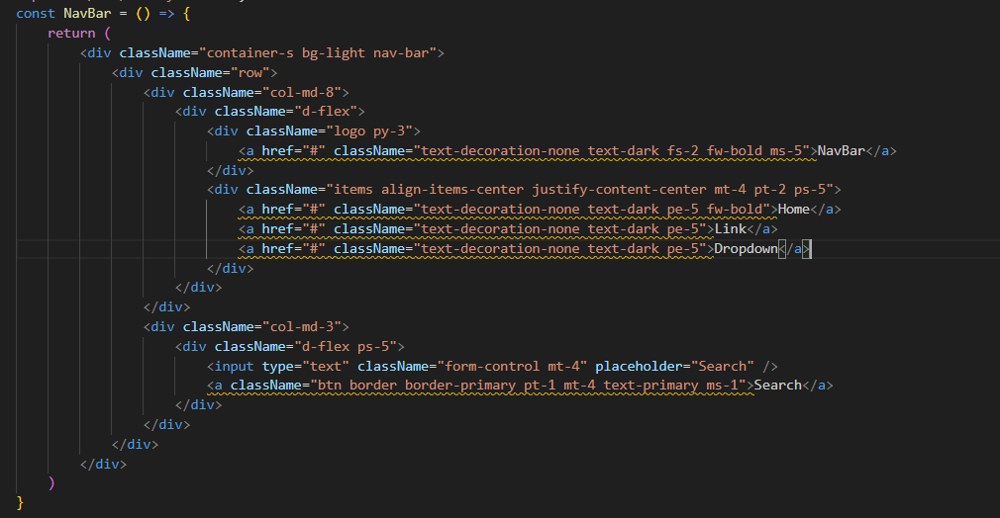 const NavBar = () => {
    return (
        <div className="container-s bg-light nav-bar">
            <div className="row">
                <div className="col-md-8">
                    <div className="d-flex">
                        <div className="logo py-3">
                            <a href="#" className="text-decoration-none text-dark fs-2 fw-bold ms-5">NavBar</a>
                        </div>
                        <div className="items align-items-center justify-content-center mt-4 pt-2 ps-5">
                            <a href="#" className="text-decoration-none text-dark pe-5 fw-bold">Home</a>
                            <a href="#" className="text-decoration-none text-dark pe-5">Link</a>
                            <a href="#" className="text-decoration-none text-dark pe-5">Dropdown</a>
                        </div>
                    </div>
                </div>
                <div className="col-md-3">
                    <div className="d-flex ps-5">
                        <input type="text" className="form-control mt-4" placeholder="Search" />
                        <a className="btn border border-primary pt-1 mt-4 text-primary ms-1">Search</a>
                    </div>
                </div>
            </div>
        </div>
    )
}